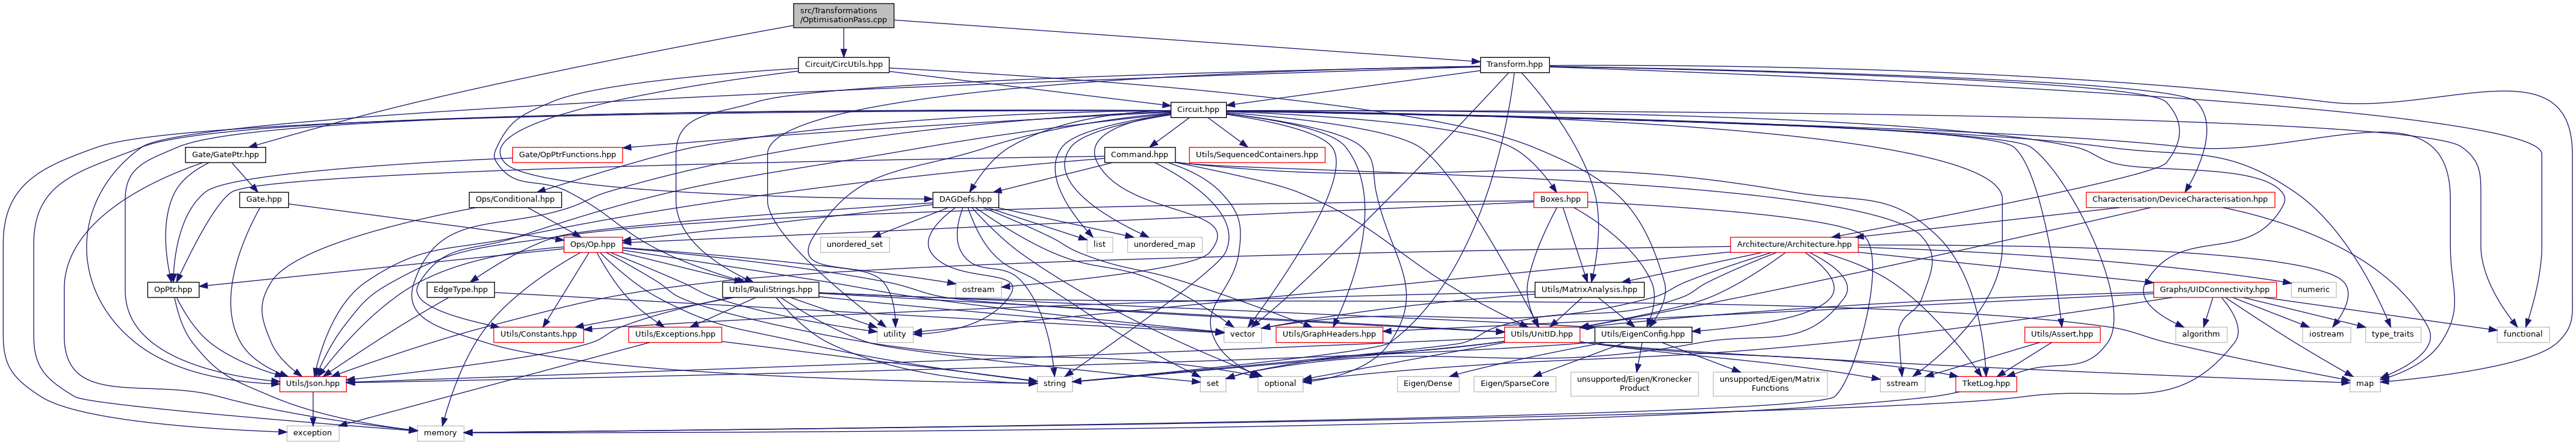 src/Transformations
/OptimisationPass.cpp
Circuit/CircUtils.hpp
Transform.hpp
Circuit.hpp
Gate/GatePtr.hpp
Gate/OpPtrFunctions.hpp
Command.hpp
Utils/SequencedContainers.hpp
Gate.hpp
Ops/Conditional.hpp
DAGDefs.hpp
Boxes.hpp
Characterisation/DeviceCharacterisation.hpp
Ops/Op.hpp
unordered_set
list
unordered_map
Architecture/Architecture.hpp
OpPtr.hpp
EdgeType.hpp
Utils/PauliStrings.hpp
ostream
Utils/MatrixAnalysis.hpp
Graphs/UIDConnectivity.hpp
numeric
Utils/Constants.hpp
Utils/Exceptions.hpp
utility
vector
Utils/GraphHeaders.hpp
Utils/UnitID.hpp
Utils/EigenConfig.hpp
Utils/Assert.hpp
algorithm
iostream
type_traits
functional
Utils/Json.hpp
string
set
optional
Eigen/Dense
Eigen/SparseCore
unsupported/Eigen/Kronecker
Product
unsupported/Eigen/Matrix
Functions
sstream
TketLog.hpp
map
exception
memory